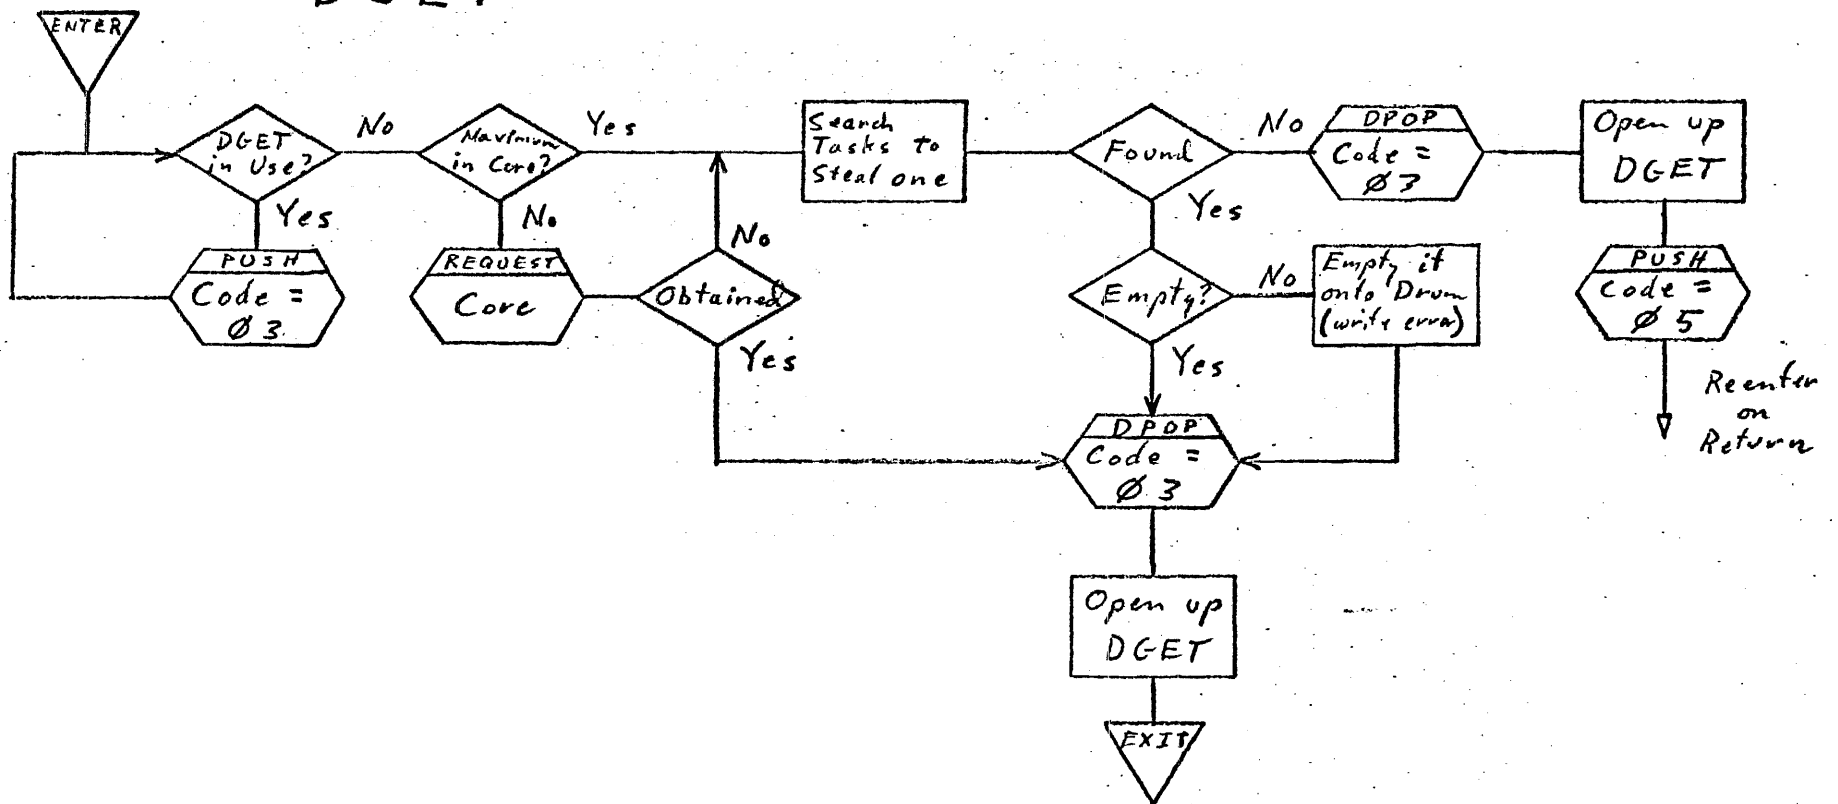 DGET
ENTER
DGET
in Use?
No
Yes
PUSH
Code =
Ø3
Maximum
in Core?
Yes
No
REQUEST
Core
Obtained
No
Yes
Search
Tasks to
Steal one
Found
No
Yes
Empty?
No
Yes
Empty it
onto Drum
(write error)
DPOP
Code =
Ø3
Open up
DGET
EXIT
DPOP
Code =
Ø3
Open up
DGET
PUSH
Code =
Ø5
Reenter
on
Return